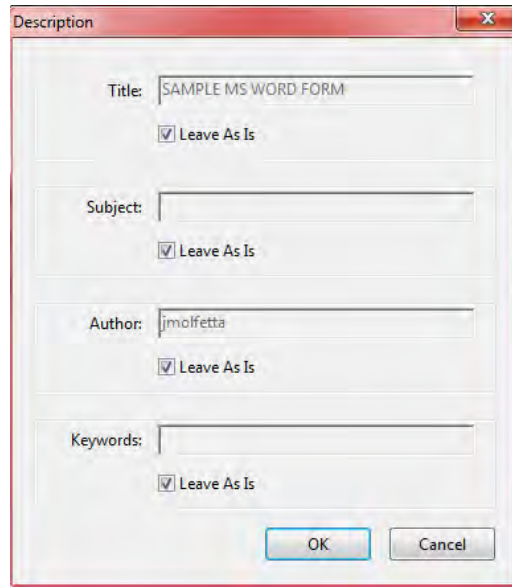 Description
Title: SAMPLE MS WORD FORM
Leave As Is
Subject:
Leave As Is
Author: jmolfetta
Leave As Is
Keywords:
Leave As Is
OK Cancel